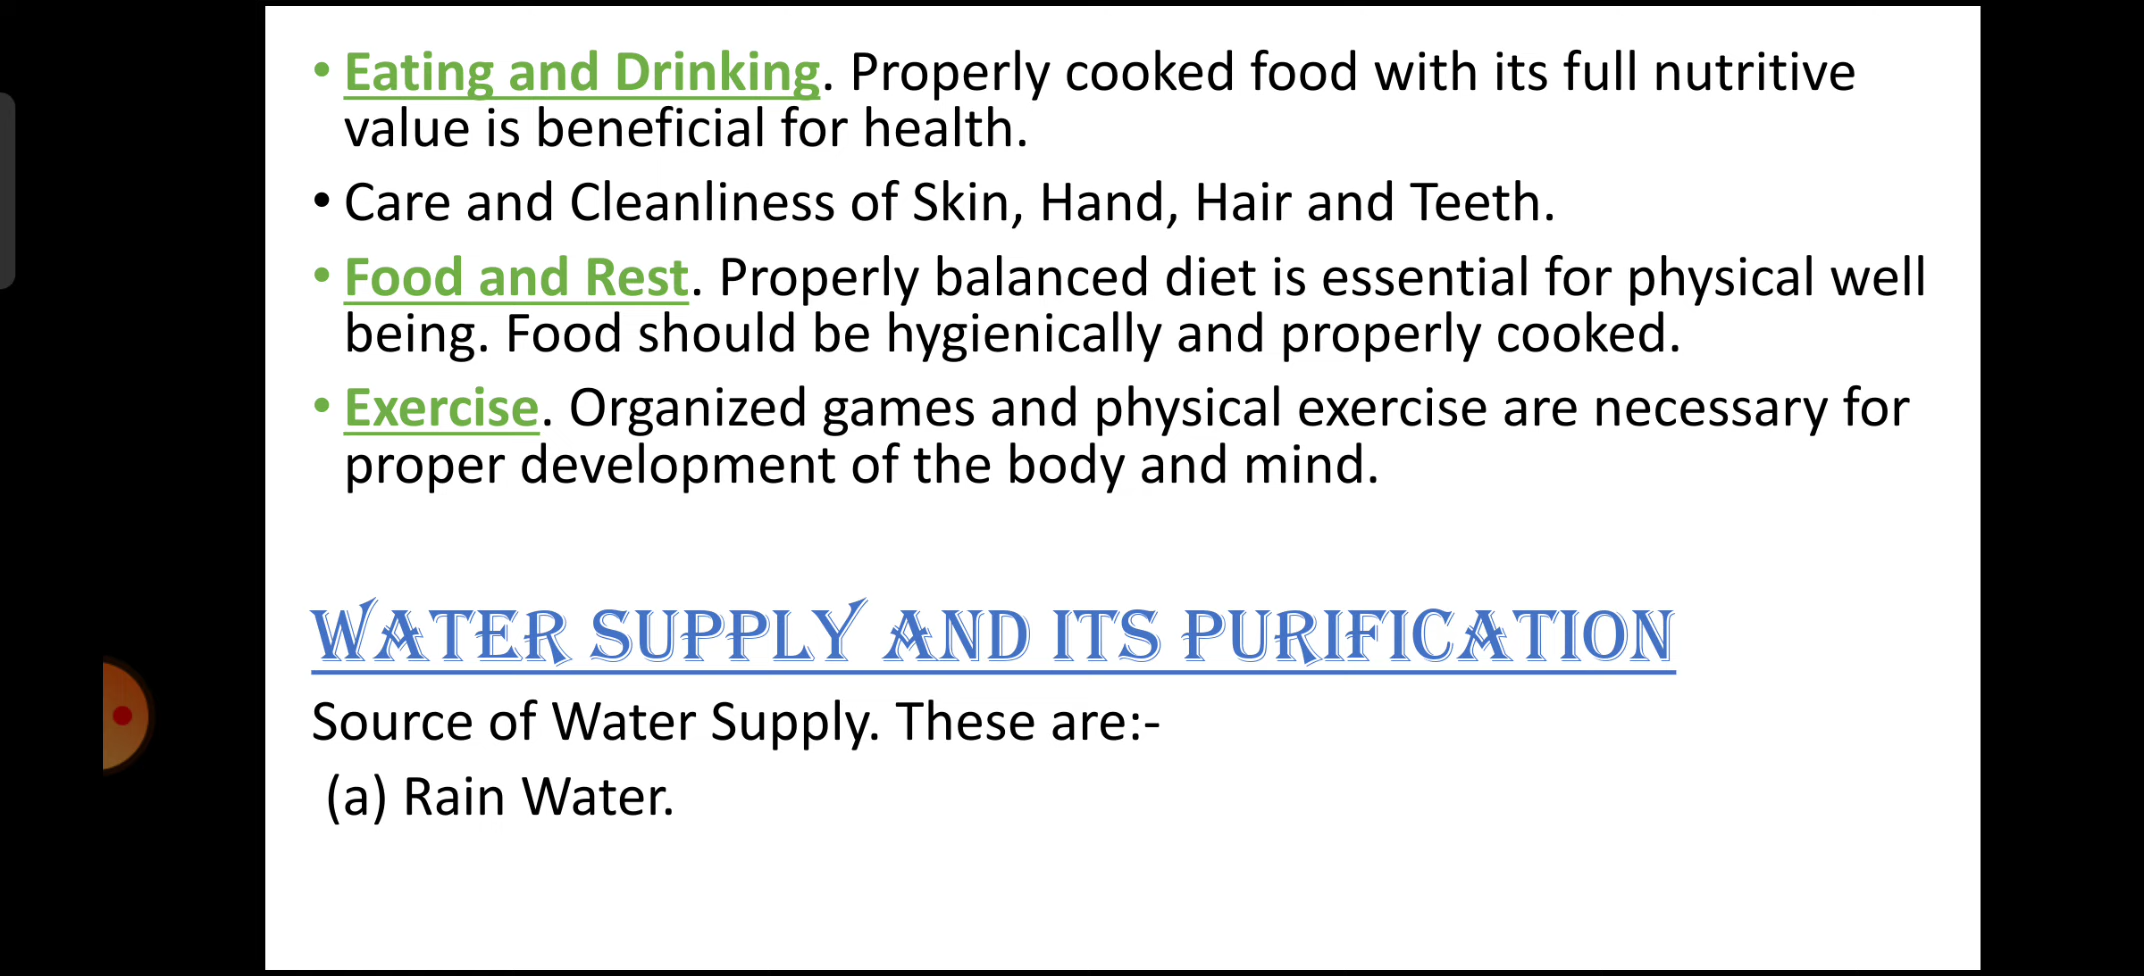 • Eating and Drinking. Properly cooked food with its full nutritive
value is beneficial for health.
• Care and Cleanliness of Skin, Hand, Hair and Teeth.
• Food and Rest. Properly balanced diet is essential for physical well
being. Food should be hygienically and properly cooked.
• Exercise. Organized games and physical exercise are necessary for
proper development of the body and mind.
WATER SUPPLY AND ITS PURIFICATION
Source of Water Supply. These are:-
(a) Rain Water.